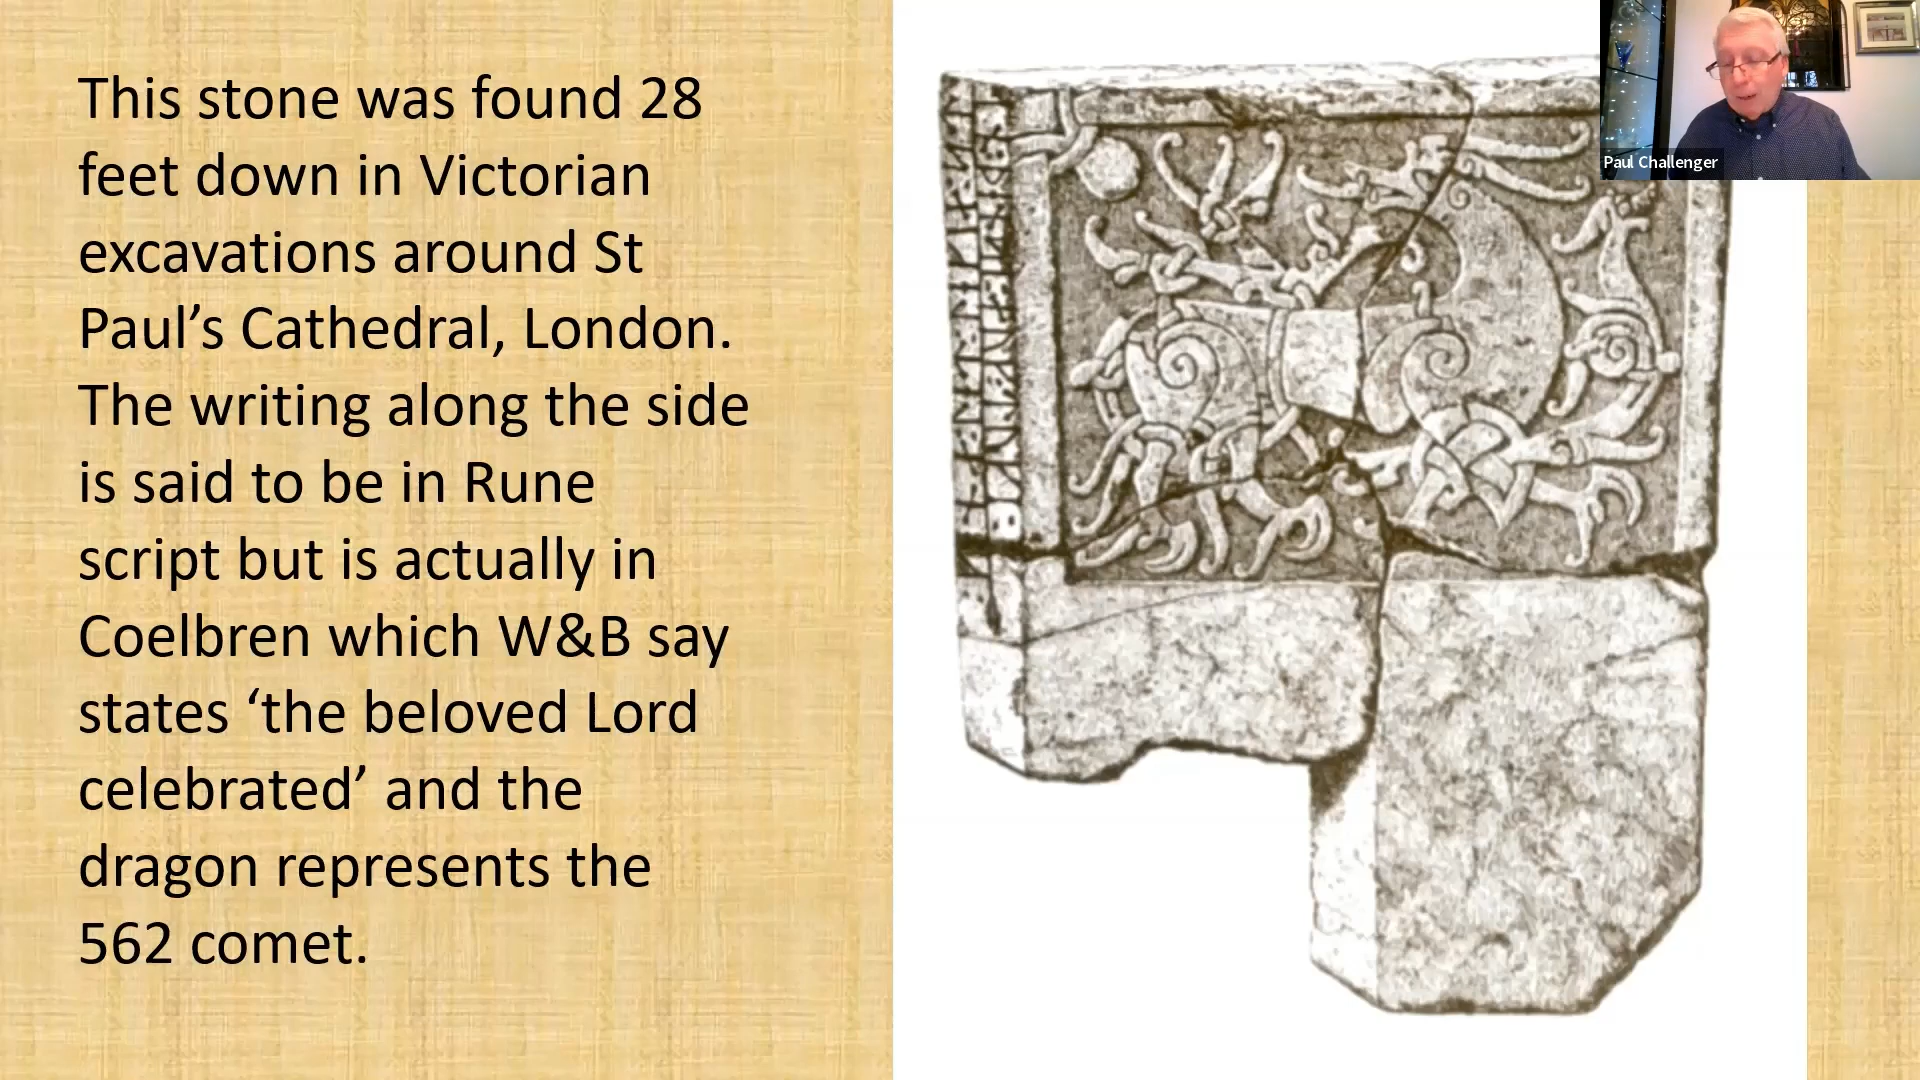 This stone was found 28
feet down in Victorian
excavations around St
Paul’s Cathedral, London.
The writing along the side
is said to be in Rune
script but is actually in
Coelbren which W&B say
states ‘the beloved Lord
celebrated’ and the
dragon represents the
562 comet.
Paul Challenger